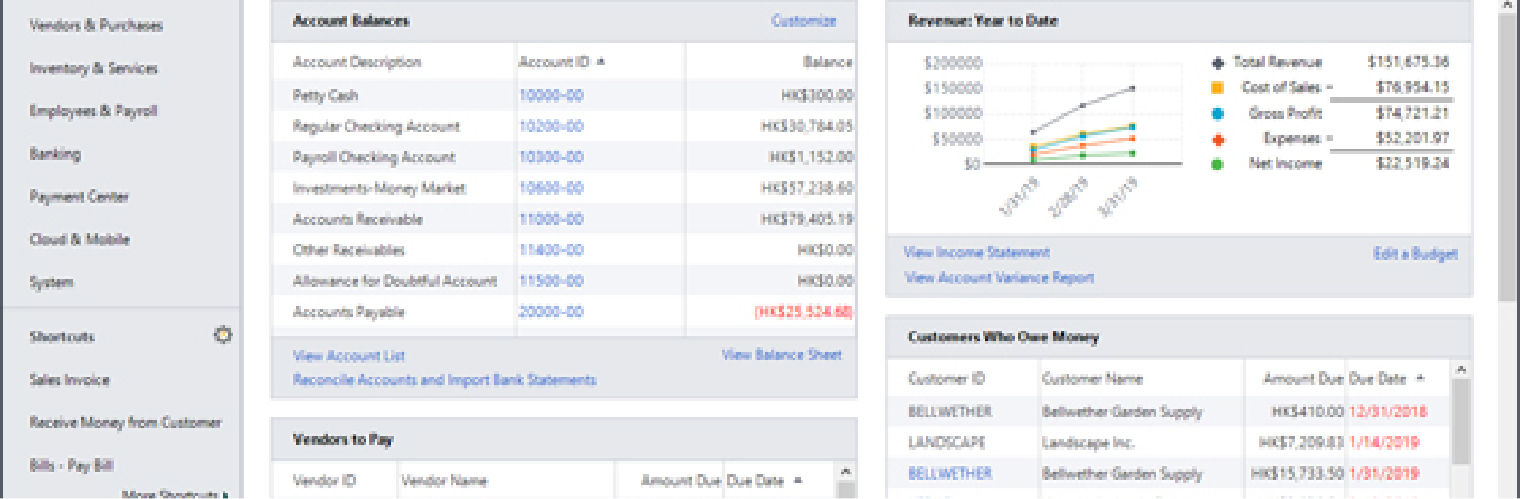 Vendors & Purchases
Inventory & Services
Employees & Payroll
Banking
Payment Center
Cloud & Mobile
System
Shortcuts
Sales Invoice
Receive Money from Customer
Bills - Pay Bill
More Shortcuts
Account Balances Customize
Account Description Account ID Balance
Petty Cash 10000-00 HK$300.00
Regular Checking Account 10200-00 HK$30,784.05
Payroll Checking Account 10300-00 HK$1,152.00
Investments-Money Market 10600-00 HK$57,238.60
Accounts Receivable 11000-00 HK$79,405.19
Other Receivables 11400-00 HK$0.00
Allowance for Doubtful Account 11500-00 HK$0.00
Accounts Payable 20000-00 (HK$25,524.68)
View Account List View Balance Sheet
Reconcile Accounts and Import Bank Statements
Vendors to Pay
Vendor ID Vendor Name Amount Due Due Date
Revenue: Year to Date
$200000
$150000
$100000
$50000
$0
1/31/19 2/28/19 3/31/19
Total Revenue $151,675.36
Cost of Sales - $76,954.15
Gross Profit $74,721.21
Expenses - $52,201.97
Net Income $22,519.24
View Income Statement Edit a Budget
View Account Variance Report
Customers Who Owe Money
Customer ID Customer Name Amount Due Due Date
BELLWETHER Bellwether Garden Supply HK$410.00 12/31/2018
LANDSCAPE Landscape Inc. HK$7,209.83 1/14/2019
BELLWETHER Bellwether Garden Supply HK$15,733.50 1/31/2019